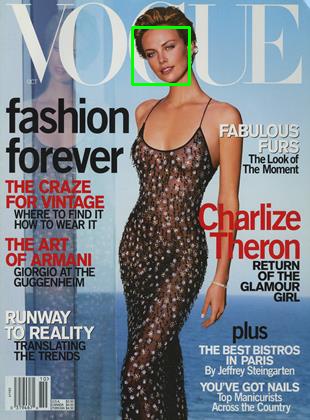 VOGUE
OCT
fashion
forever
THE CRAZE
FOR VINTAGE
WHERE TO FIND IT
HOW TO WEAR IT
THE ART
OF ARMANI
GIORGIO AT THE
GUGGENHEIM
RUNWAY
TO REALITY
TRANSLATING
THE TRENDS
FABULOUS
FURS
The Look of
The Moment
Charlize
Theron
RETURN
OF THE
GLAMOUR
GIRL
plus
THE BEST BISTROS
IN PARIS
By Jeffrey Steingarten
YOU'VE GOT NAILS
Top Manicurists
Across the Country